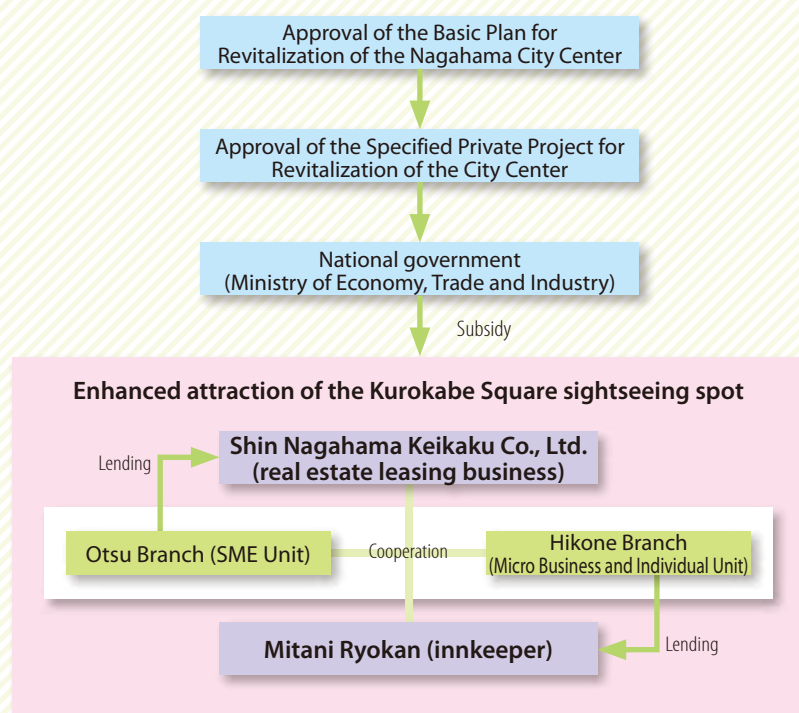 Approval of the Basic Plan for
Revitalization of the Nagahama City Center
Approval of the Specified Private Project for
Revitalization of the City Center
National government
(Ministry of Economy, Trade and Industry)
Subsidy
Enhanced attraction of the Kurokabe Square sightseeing spot
Shin Nagahama Keikaku Co., Ltd.
(real estate leasing business)
Lending
Otsu Branch (SME Unit)
Cooperation
Hikone Branch
(Micro Business and Individual Unit)
Mitani Ryokan (innkeeper)
Lending